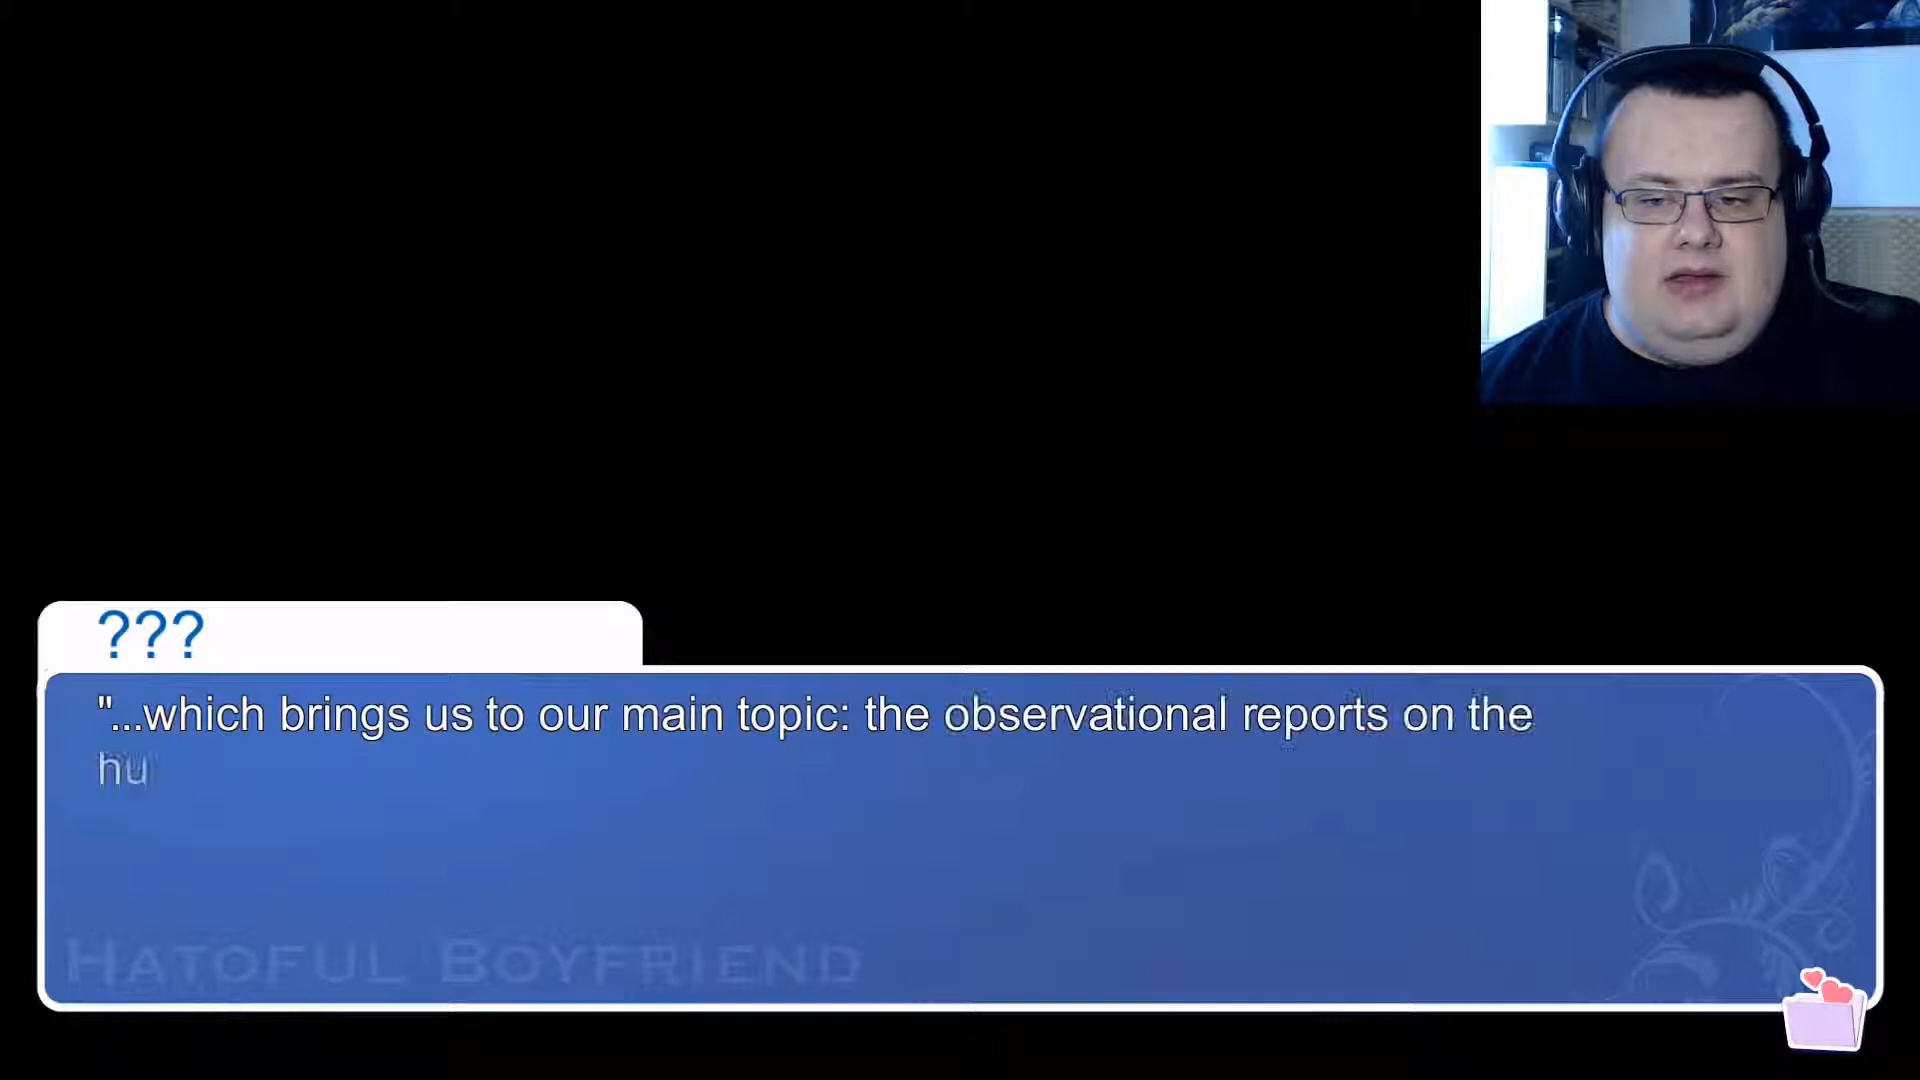 ???
"...which brings us to our main topic: the observational reports on the
hu
HATOFUL BOYFRIEND